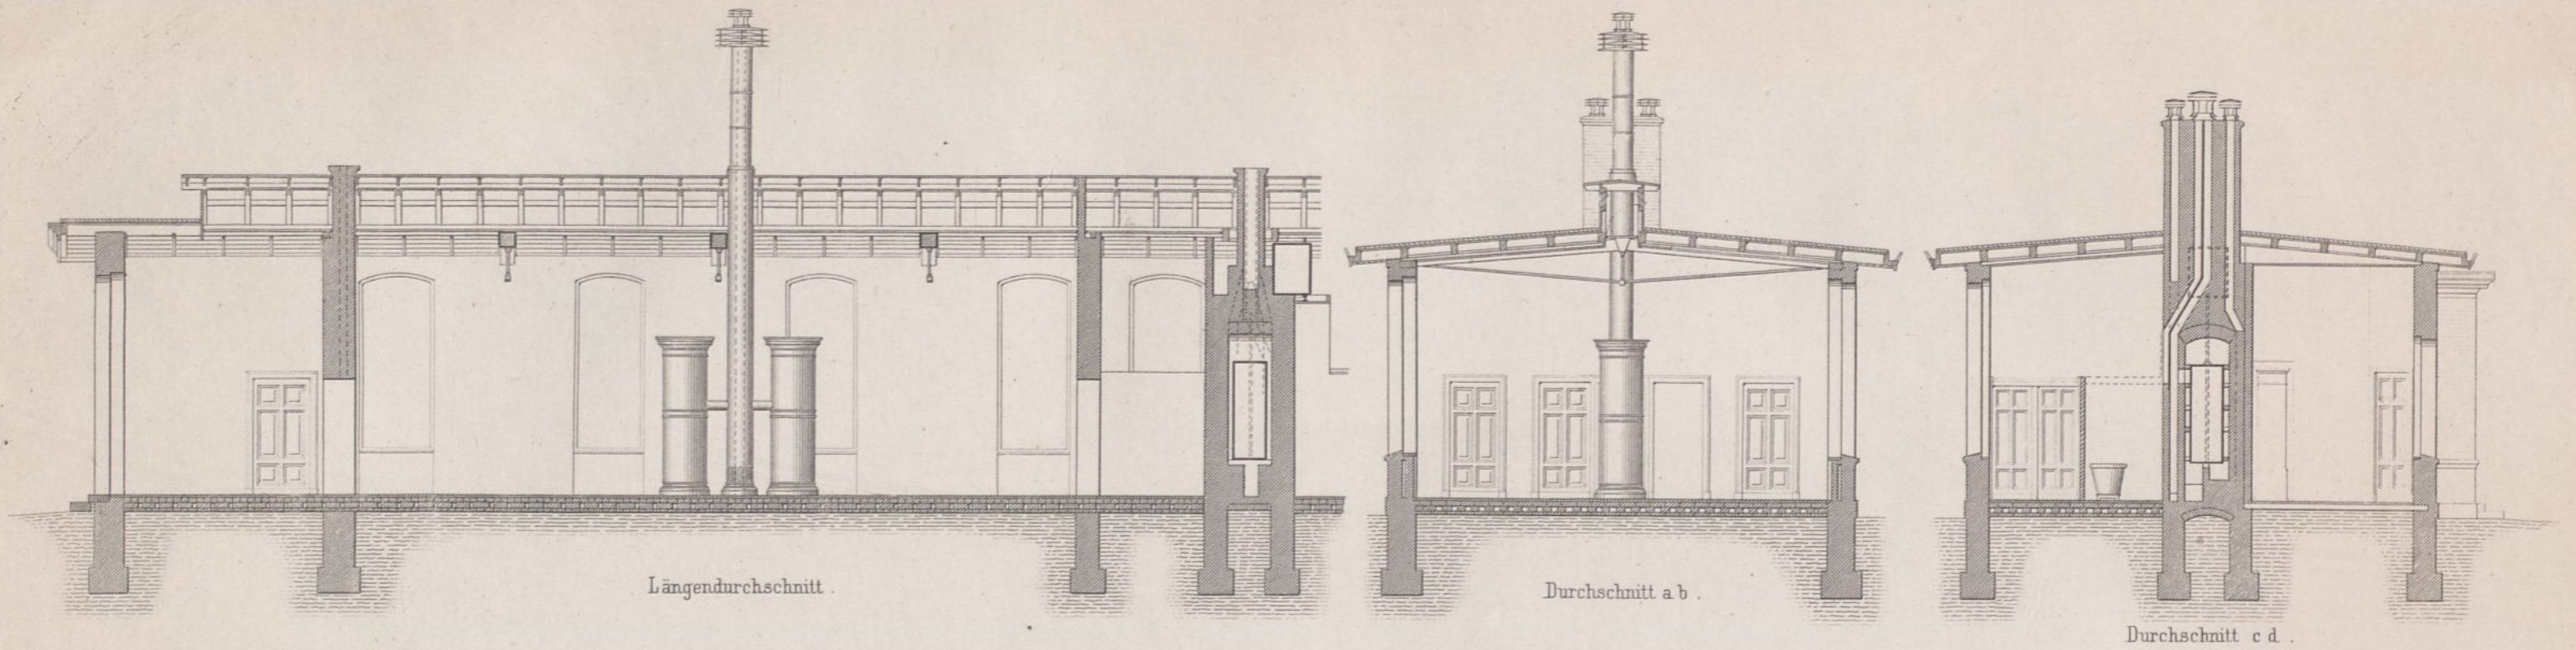 Längendurchschnitt.
Durchschnitt a b.
Durchschnitt c d.